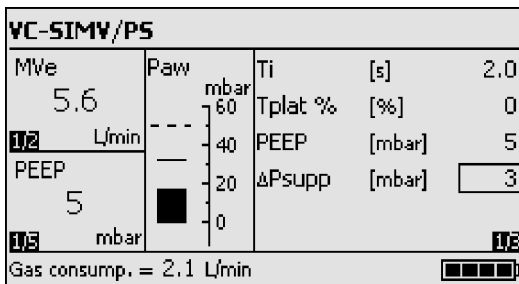 VC-SIMV/PS
MVe
5.6
1/2 L/min
PEEP
5
1/5 mbar
Paw
mbar
60
40
20
0
Ti [s] 2.0
Tplat % [%] 0
PEEP [mbar] 5
ΔPsupp [mbar] 3
1/3
Gas consump. = 2.1 L/min